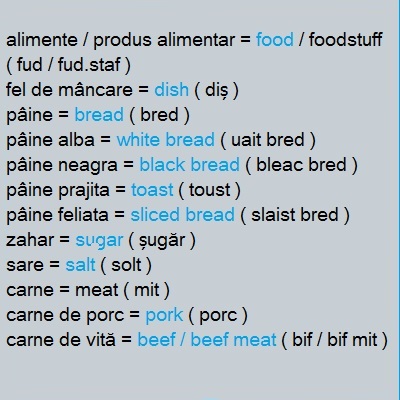 alimente / produs alimentar = food / foodstuff
( fud / fud.staf )
fel de mâncare = dish ( diș )
pâine = bread ( bred )
pâine alba = white bread ( uait bred )
pâine neagra = black bread ( bleac bred )
pâine prajita = toast ( toust )
pâine feliata = sliced bread ( slaist bred )
zahar = sugar ( șugăr )
sare = salt ( solt )
carne = meat ( mit )
carne de porc = pork ( porc )
carne de vită = beef / beef meat ( bif / bif mit )